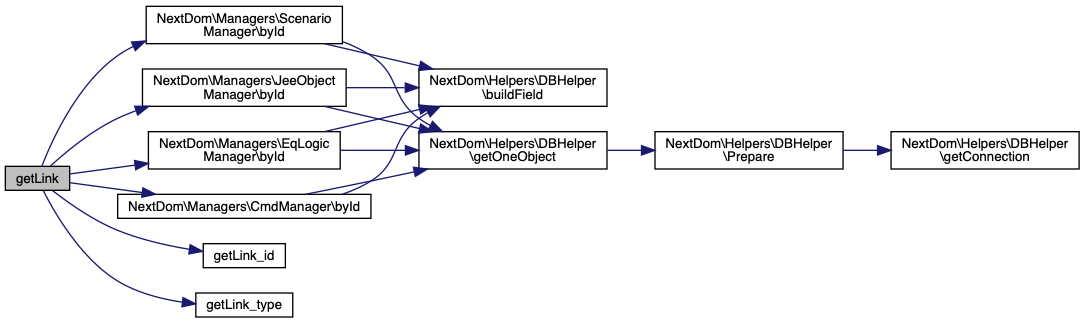 getLink
NextDom\Managers\Scenario
Manager\byId
NextDom\Managers\JeeObject
Manager\byId
NextDom\Managers\EqLogic
Manager\byId
NextDom\Managers\CmdManager\byId
getLink_id
getLink_type
NextDom\Helpers\DBHelper
\buildField
NextDom\Helpers\DBHelper
\getOneObject
NextDom\Helpers\DBHelper
\Prepare
NextDom\Helpers\DBHelper
\getConnection